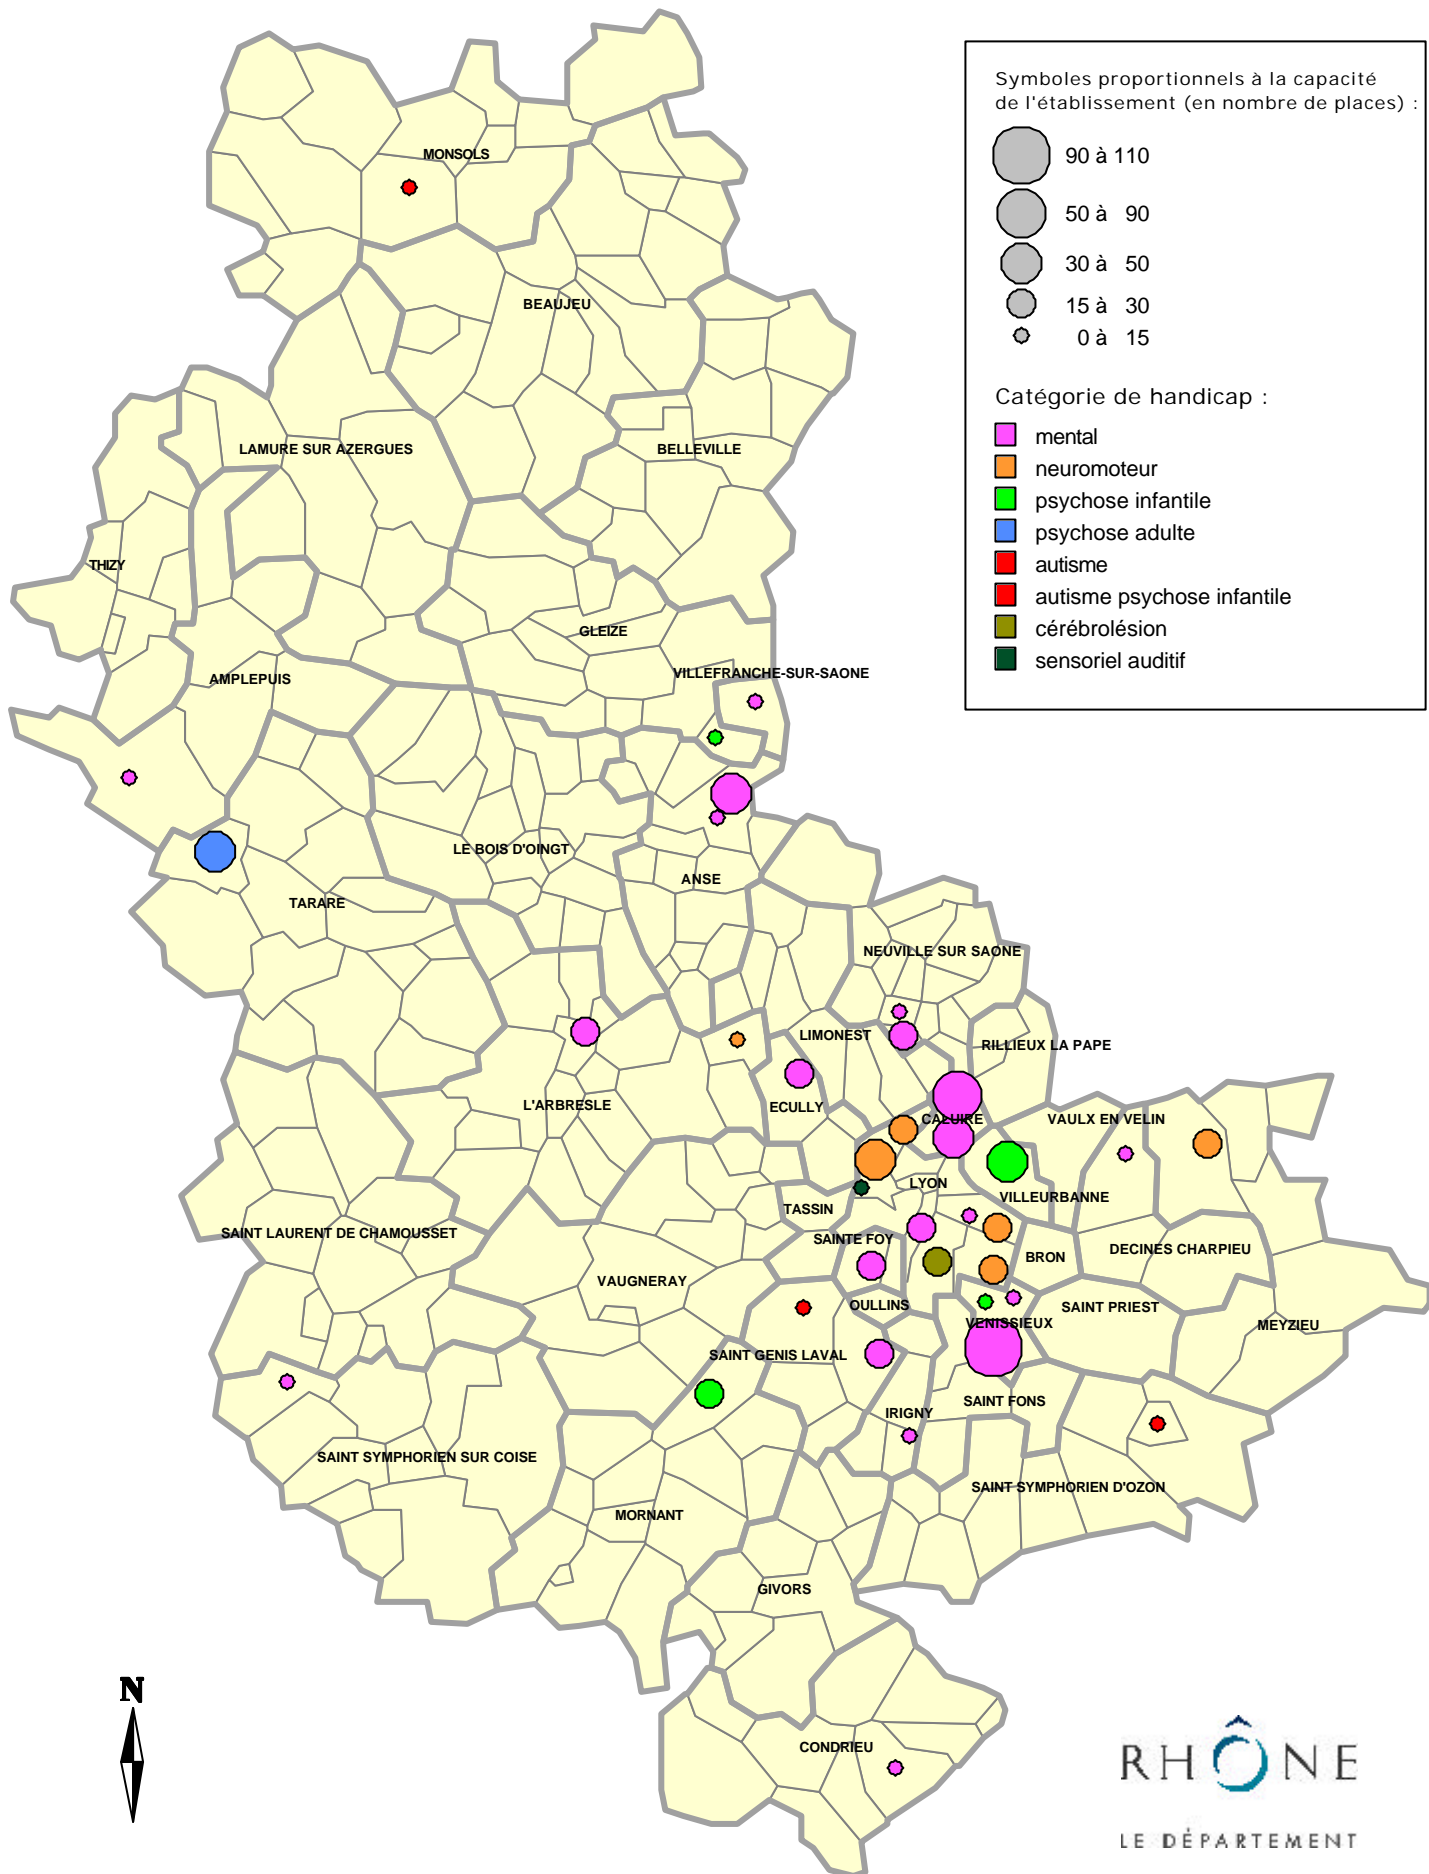 Symboles proportionnels à la capacité
de l'établissement (en nombre de places) :
90 à 110
50 à 90
30 à 50
15 à 30
0 à 15
Catégorie de handicap :
mental
neuromoteur
psychose infantile
psychose adulte
autisme
autisme psychose infantile
cérébrolésion
sensoriel auditif
MONSOLS
BEAUJEU
LAMURE SUR AZERGUES
BELLEVILLE
THIZY
GLEIZE
AMPLEPUIS
VILLEFRANCHE-SUR-SAONE
LE BOIS D'OINGT
ANSE
TARARE
NEUVILLE SUR SAONE
LIMONEST
RILLIEUX LA PAPE
L'ARBRESLE
ECULLY
CALUIRE
VAULX EN VELIN
LYON
VILLEURBANNE
TASSIN
SAINT LAURENT DE CHAMOUSSET
SAINTE FOY
BRON
DECINES CHARPIEU
VAUGNERAY
OULLINS
SAINT PRIEST
VENISSIEUX
MEYZIEU
SAINT GENIS LAVAL
SAINT FONS
IRIGNY
SAINT SYMPHORIEN SUR COISE
SAINT SYMPHORIEN D'OZON
MORNANT
GIVORS
CONDRIEU
N
RHÔNE
LE DÉPARTEMENT